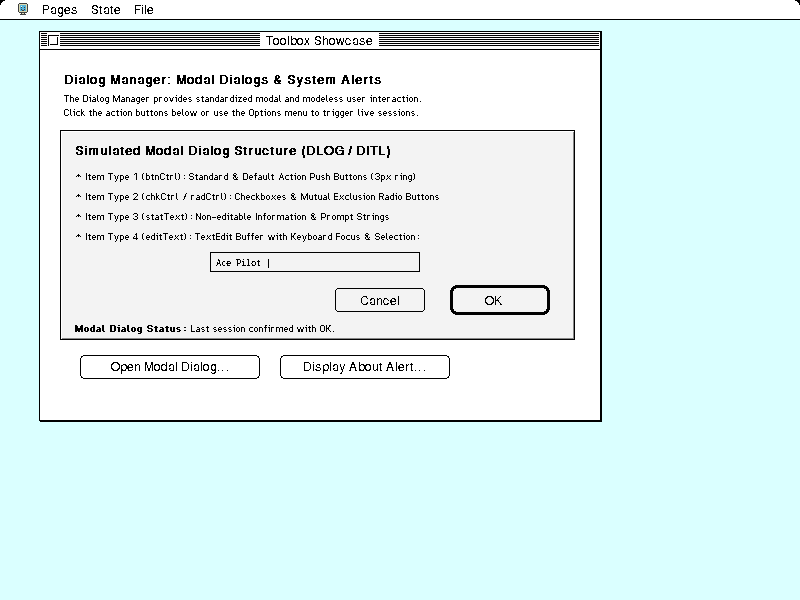 Pages State File
Toolbox Showcase
Dialog Manager: Modal Dialogs & System Alerts
The Dialog Manager provides standardized modal and modeless user interaction.
Click the action buttons below or use the Options menu to trigger live sessions.
Simulated Modal Dialog Structure (DLOG / DITL)
^ Item Type 1 (btnCtrl) : Standard & Default Action Push Buttons (3px ring)
^ Item Type 2 (chkCtrl / radCtrl) : Checkboxes & Mutual Exclusion Radio Buttons
^ Item Type 3 (statText) : Non-editable Information & Prompt Strings
^ Item Type 4 (editText) : TextEdit Buffer with Keyboard Focus & Selection:
Ace Pilot |
Cancel OK
Modal Dialog Status: Last session confirmed with OK.
Open Modal Dialog... Display About Alert...